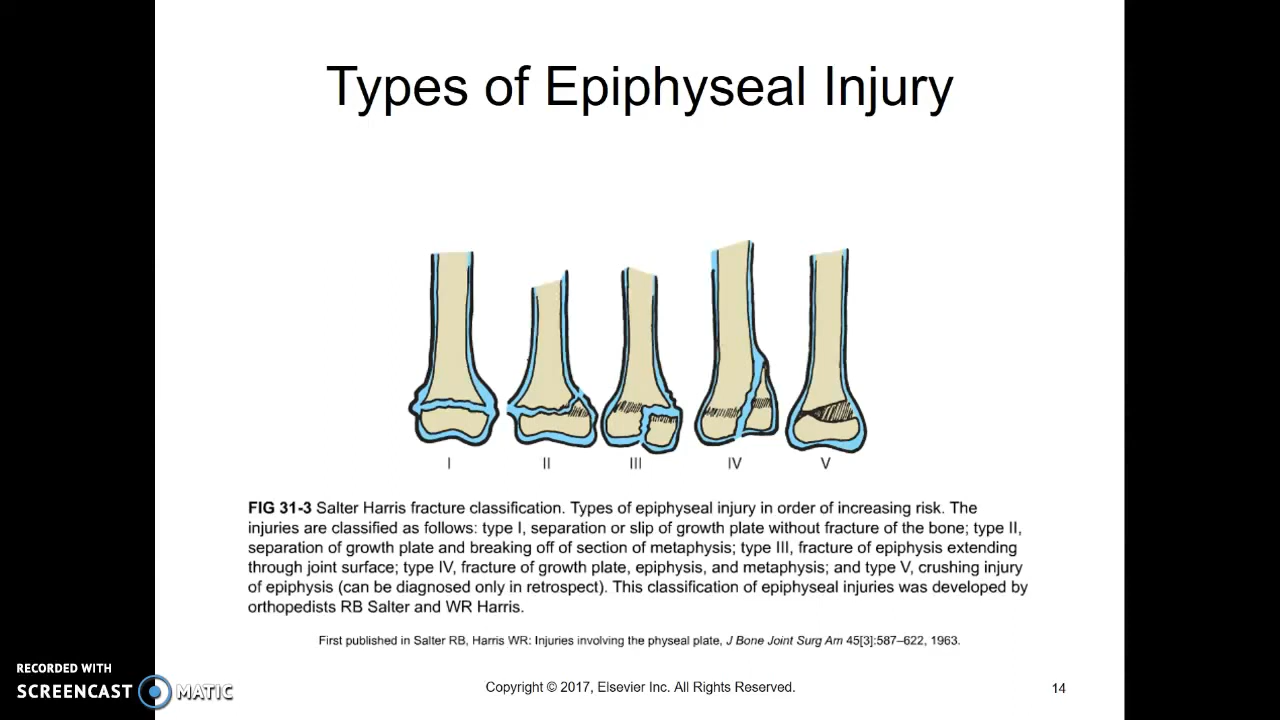 Types of Epiphyseal Injury
I II III IV V
FIG 31-3 Salter Harris fracture classification. Types of epiphyseal injury in order of increasing risk. The
injuries are classified as follows: type I, separation or slip of growth plate without fracture of the bone; type II,
separation of growth plate and breaking off of section of metaphysis; type III, fracture of epiphysis extending
through joint surface; type IV, fracture of growth plate, epiphysis, and metaphysis; and type V, crushing injury
of epiphysis (can be diagnosed only in retrospect). This classification of epiphyseal injuries was developed by
orthopedists RB Salter and WR Harris.
First published in Salter RB, Harris WR: Injuries involving the physeal plate, J Bone Joint Surg Am 45[3]:587–622, 1963.
RECORDED WITH
SCREENCAST MATIC
Copyright © 2017, Elsevier Inc. All Rights Reserved.
14